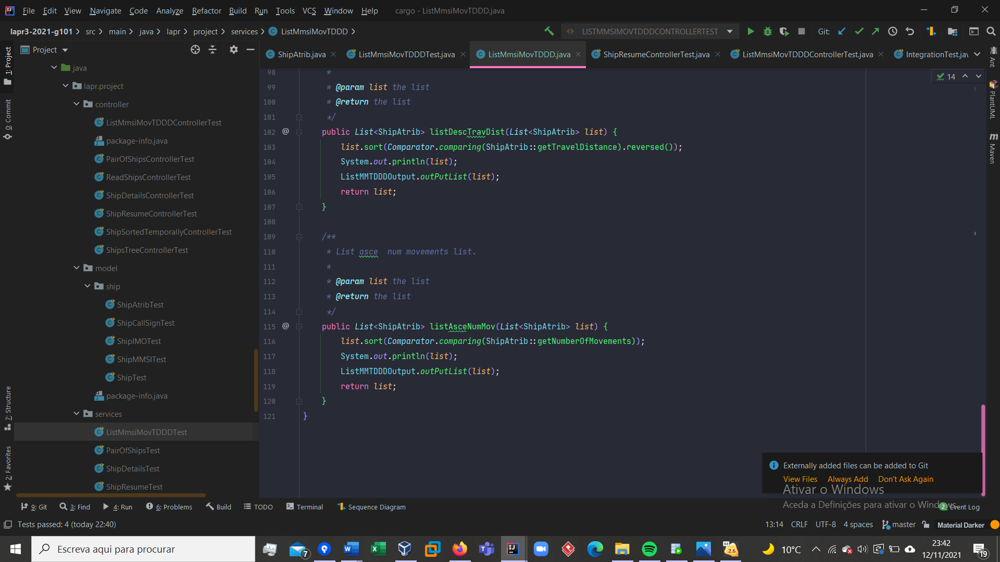 File Edit View Navigate Code Analyze Refactor Build Run Tools VCS Window Help cargo - ListMmsiMovTDDD.java
lapr3-2021-g101 src main java lapr project services ListMmsiMovTDDD
LISTMMSIMOVTDDDCONTROLLERTEST Git:
Project
ShipAtrib.java ListMmsiMovTDDDTest.java ListMmsiMovTDDD.java ShipResumeControllerTest.java ListMmsiMovTDDDControllerTest.java IntegrationTest.jav
1: Project
0: Commit
7: Structure
2: Favorites
Ant
PlantUML
m Maven
java
lapr.project
controller
ListMmsiMovTDDDControllerTest
package-info.java
PairOfShipsControllerTest
ReadShipsControllerTest
ShipDetailsControllerTest
ShipResumeControllerTest
ShipSortedTemporallyControllerTest
ShipsTreeControllerTest
model
ship
ShipAtribTest
ShipCallSignTest
ShipIMOTest
ShipMMSITest
ShipTest
package-info.java
services
ListMmsiMovTDDDTest
PairOfShipsTest
ShipDetailsTest
ShipResumeTest
14
98 *
99 * @param list the list
100 * @return the list
101 */
102 @ public List<ShipAtrib> listDescTravDist(List<ShipAtrib> list) {
103 list.sort(Comparator.comparing(ShipAtrib::getTravelDistance).reversed());
104 System.out.println(list);
105 ListMMTDDDOutput.outPutList(list);
106 return list;
107 }
108
109 /**
110 * List asce  num movements list.
111 *
112 * @param list the list
113 * @return the list
114 */
115 @ public List<ShipAtrib> listAsceNumMov(List<ShipAtrib> list) {
116 list.sort(Comparator.comparing(ShipAtrib::getNumberOfMovements));
117 System.out.println(list);
118 ListMMTDDDOutput.outPutList(list);
119 return list;
120 }
121 }
Externally added files can be added to Git
View Files Always Add Don't Ask Again
Ativar o Windows
Aceda a Definições para ativar o Windows.
9: Git 3: Find 4: Run 6: Problems Build TODO Terminal Sequence Diagram 2 Event Log
Tests passed: 4 (today 22:40) 13:14 CRLF UTF-8 4 spaces master Material Darker
Escreva aqui para procurar
7
10°C
23:42
12/11/2021
19